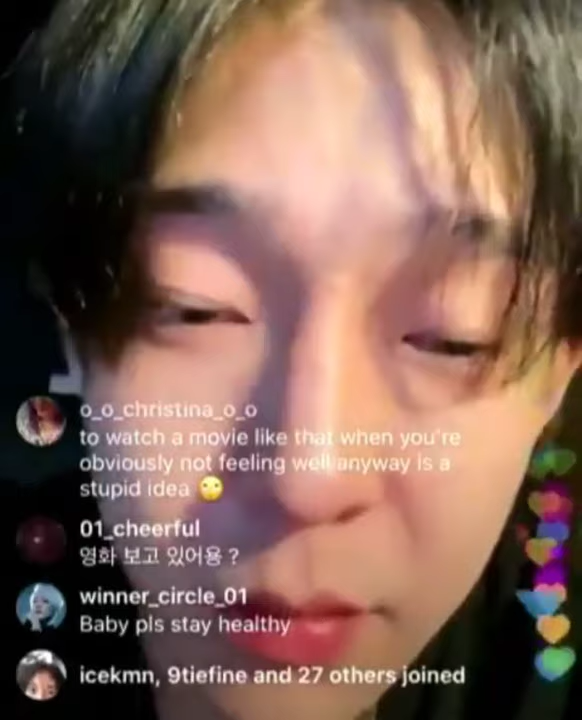 o_o_christina_o_o
to watch a movie like that when you're
obviously not feeling well anyway is a
stupid idea 🙄
01_cheerful
영화 보고 있어용 ?
winner_circle_01
Baby pls stay healthy
icekmn, 9tiefine and 27 others joined